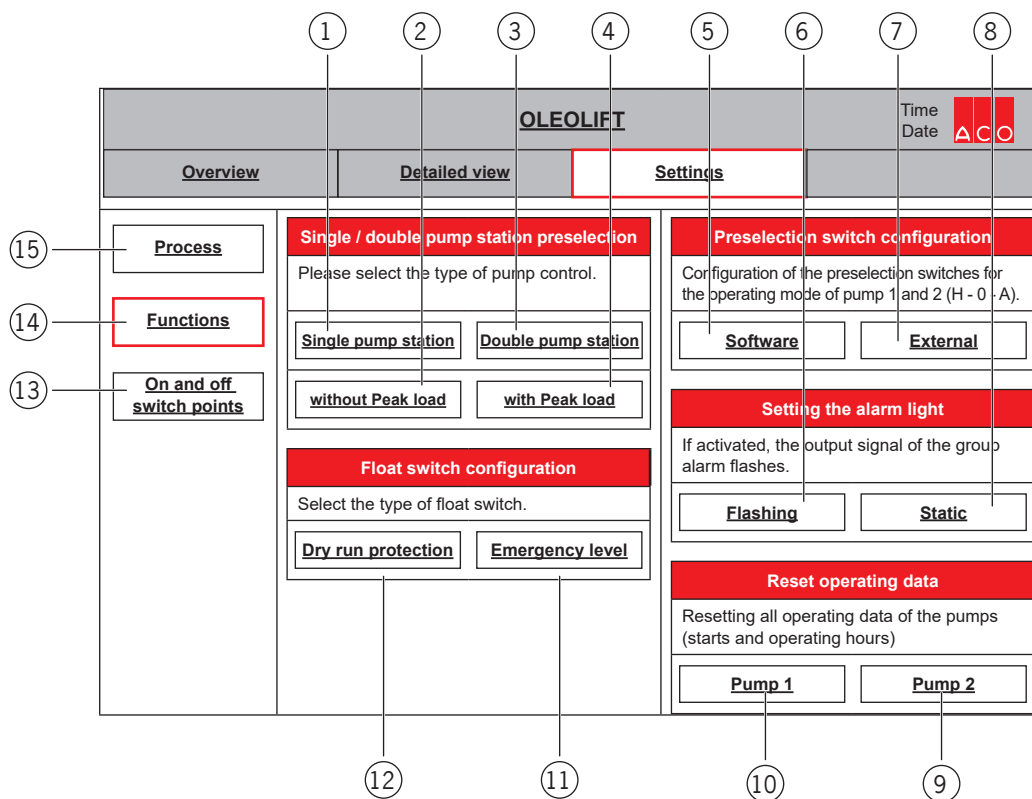 1 2 3 4 5 6 7 8
OLEOLIFT
Time
Date
ACO
Overview Detailed view Settings
15
Process
14
Functions
13
On and off
switch points
Single / double pump station preselection
Please select the type of pump control.
Single pump station Double pump station
without Peak load with Peak load
Float switch configuration
Select the type of float switch.
Dry run protection Emergency level
Preselection switch configuration
Configuration of the preselection switches for
the operating mode of pump 1 and 2 (H - 0 - A).
Software External
Setting the alarm light
If activated, the output signal of the group
alarm flashes.
Flashing Static
Reset operating data
Resetting all operating data of the pumps
(starts and operating hours)
Pump 1 Pump 2
12 11 10 9